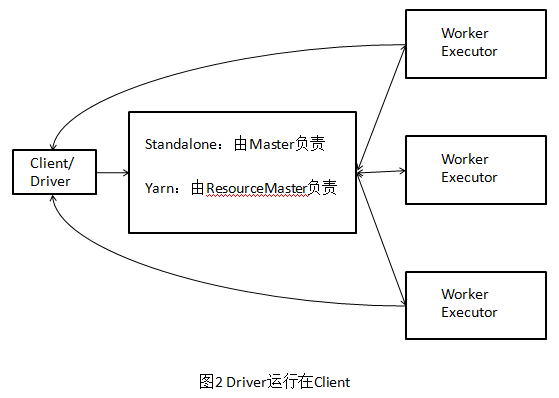 Worker
Executor
Standalone：由Master负责
Client/
Driver
Worker
Executor
Yarn：由ResourceMaster负责
Worker
Executor
图2 Driver运行在Client